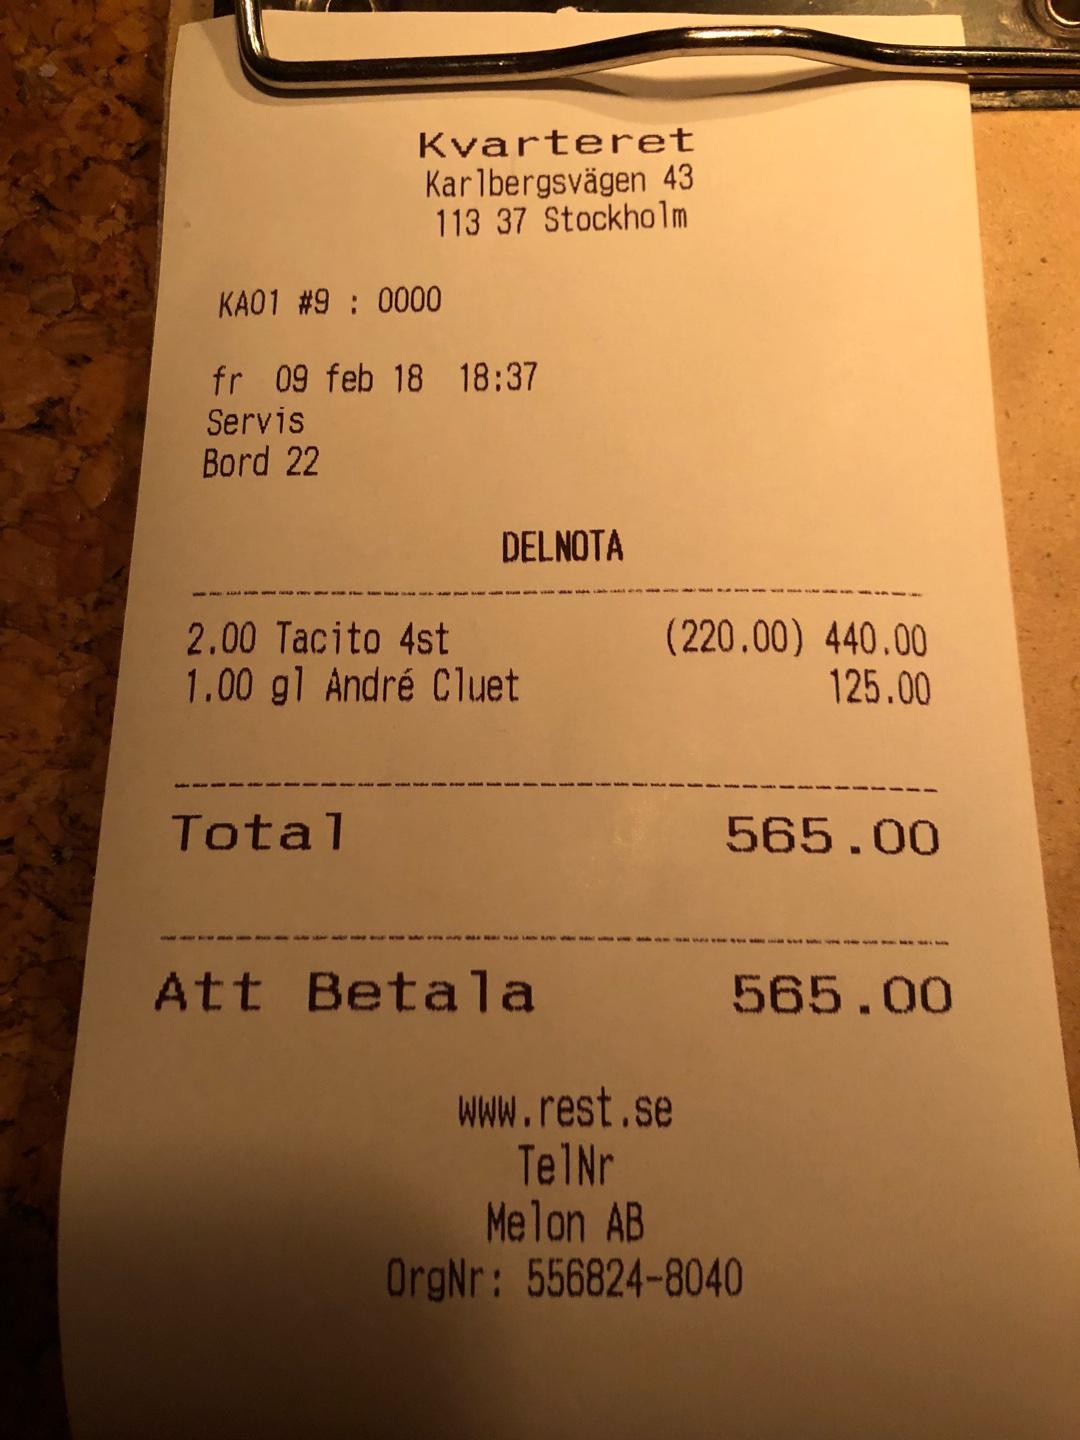 Kvarteret
Karlbergsvägen 43
113 37 Stockholm
KA01 #9 : 0000
fr 09 feb 18 18:37
Servis
Bord 22
DELNOTA
2.00 Tacito 4st (220.00) 440.00
1.00 gl André Cluet 125.00
Total 565.00
Att Betala 565.00
www.rest.se
TelNr
Melon AB
OrgNr: 556824-8040